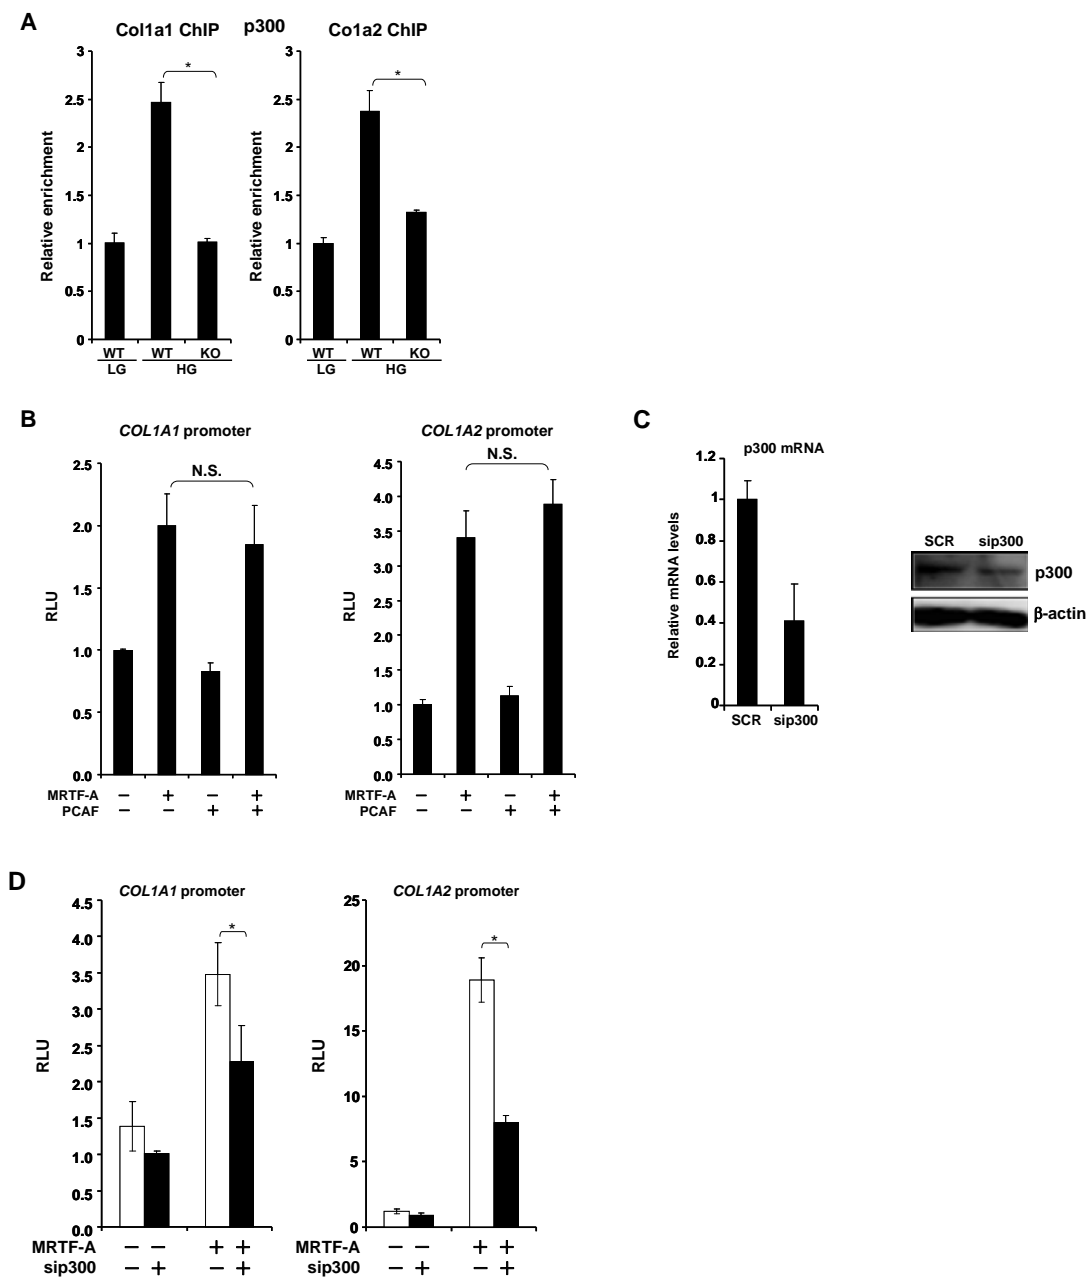 A
Col1a1 ChIP p300 Co1a2 ChIP
Relative enrichment
3
2.5
2
1.5
1
0.5
0
*
WT WT KO
LG HG
Relative enrichment
3
2.5
2
1.5
1
0.5
0
*
WT WT KO
LG HG
B
COL1A1 promoter
RLU
2.5
2.0
1.5
1.0
0.5
0.0
N.S.
MRTF-A − + − +
PCAF − − + +
COL1A2 promoter
RLU
4.5
4.0
3.5
3.0
2.5
2.0
1.5
1.0
0.5
0.0
N.S.
MRTF-A − + − +
PCAF − − + +
C
p300 mRNA
Relative mRNA levels
1.2
1
0.8
0.6
0.4
0.2
0
SCR sip300
SCR sip300
p300
β-actin
D
COL1A1 promoter
RLU
4.5
4.0
3.5
3.0
2.5
2.0
1.5
1.0
0.5
0.0
*
MRTF-A − − + +
sip300 − + − +
COL1A2 promoter
RLU
25
20
15
10
5
0
*
MRTF-A − − + +
sip300 − + − +